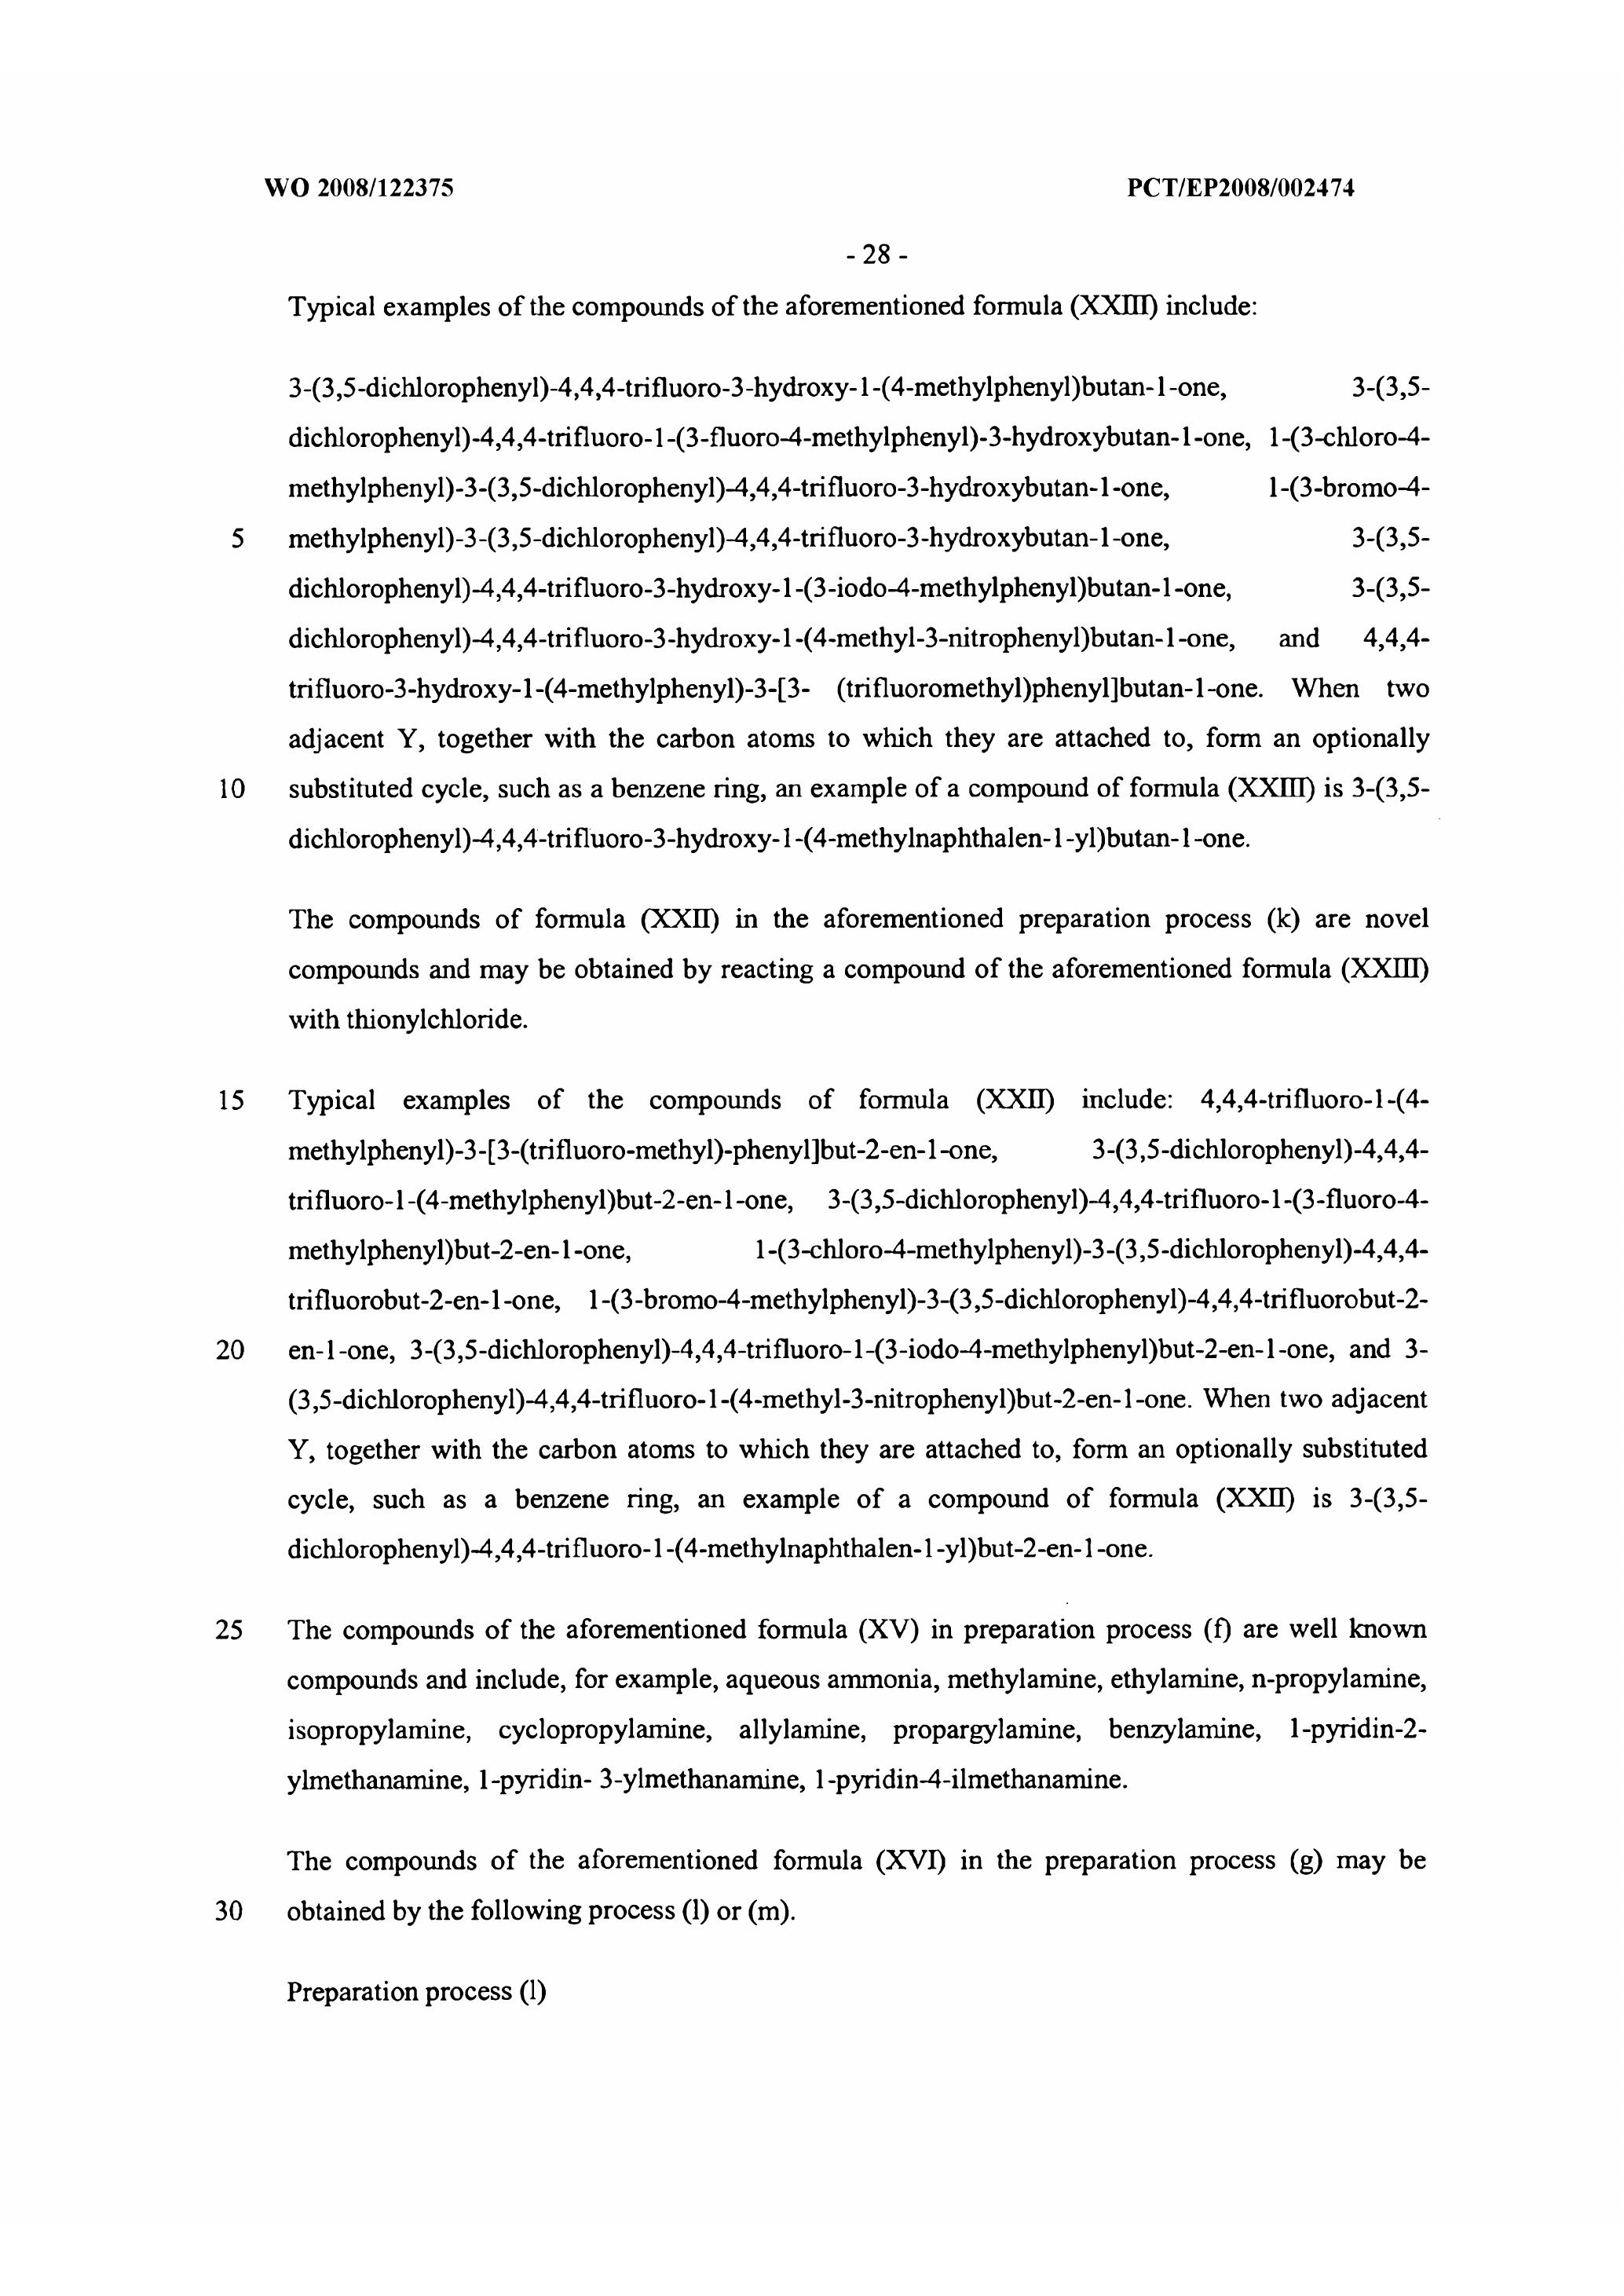 WO 2008/122375 PCT/EP2008/002474
- 28 -
Typical examples of the compounds of the aforementioned formula (XXIII) include:
3-(3,5-dichlorophenyl)-4,4,4-trifluoro-3-hydroxy-1-(4-methylphenyl)butan-1-one, 3-(3,5-
dichlorophenyl)-4,4,4-trifluoro-1-(3-fluoro-4-methylphenyl)-3-hydroxybutan-1-one, 1-(3-chloro-4-
methylphenyl)-3-(3,5-dichlorophenyl)-4,4,4-trifluoro-3-hydroxybutan-1-one, 1-(3-bromo-4-
5 methylphenyl)-3-(3,5-dichlorophenyl)-4,4,4-trifluoro-3-hydroxybutan-1-one, 3-(3,5-
dichlorophenyl)-4,4,4-trifluoro-3-hydroxy-1-(3-iodo-4-methylphenyl)butan-1-one, 3-(3,5-
dichlorophenyl)-4,4,4-trifluoro-3-hydroxy-1-(4-methyl-3-nitrophenyl)butan-1-one, and 4,4,4-
trifluoro-3-hydroxy-1-(4-methylphenyl)-3-[3- (trifluoromethyl)phenyl]butan-1-one. When two
adjacent Y, together with the carbon atoms to which they are attached to, form an optionally
10 substituted cycle, such as a benzene ring, an example of a compound of formula (XXIII) is 3-(3,5-
dichlorophenyl)-4,4,4-trifluoro-3-hydroxy-1-(4-methylnaphthalen-1-yl)butan-1-one.
The compounds of formula (XXII) in the aforementioned preparation process (k) are novel
compounds and may be obtained by reacting a compound of the aforementioned formula (XXIII)
with thionylchloride.
15 Typical examples of the compounds of formula (XXII) include: 4,4,4-trifluoro-1-(4-
methylphenyl)-3-[3-(trifluoro-methyl)-phenyl]but-2-en-1-one, 3-(3,5-dichlorophenyl)-4,4,4-
trifluoro-1-(4-methylphenyl)but-2-en-1-one, 3-(3,5-dichlorophenyl)-4,4,4-trifluoro-1-(3-fluoro-4-
methylphenyl)but-2-en-1-one, 1-(3-chloro-4-methylphenyl)-3-(3,5-dichlorophenyl)-4,4,4-
trifluorobut-2-en-1-one, 1-(3-bromo-4-methylphenyl)-3-(3,5-dichlorophenyl)-4,4,4-trifluorobut-2-
20 en-1-one, 3-(3,5-dichlorophenyl)-4,4,4-trifluoro-1-(3-iodo-4-methylphenyl)but-2-en-1-one, and 3-
(3,5-dichlorophenyl)-4,4,4-trifluoro-1-(4-methyl-3-nitrophenyl)but-2-en-1-one. When two adjacent
Y, together with the carbon atoms to which they are attached to, form an optionally substituted
cycle, such as a benzene ring, an example of a compound of formula (XXII) is 3-(3,5-
dichlorophenyl)-4,4,4-trifluoro-1-(4-methylnaphthalen-1-yl)but-2-en-1-one.
25 The compounds of the aforementioned formula (XV) in preparation process (f) are well known
compounds and include, for example, aqueous ammonia, methylamine, ethylamine, n-propylamine,
isopropylamine, cyclopropylamine, allylamine, propargylamine, benzylamine, 1-pyridin-2-
ylmethanamine, 1-pyridin- 3-ylmethanamine, 1-pyridin-4-ilmethanamine.
The compounds of the aforementioned formula (XVI) in the preparation process (g) may be
30 obtained by the following process (l) or (m).
Preparation process (l)